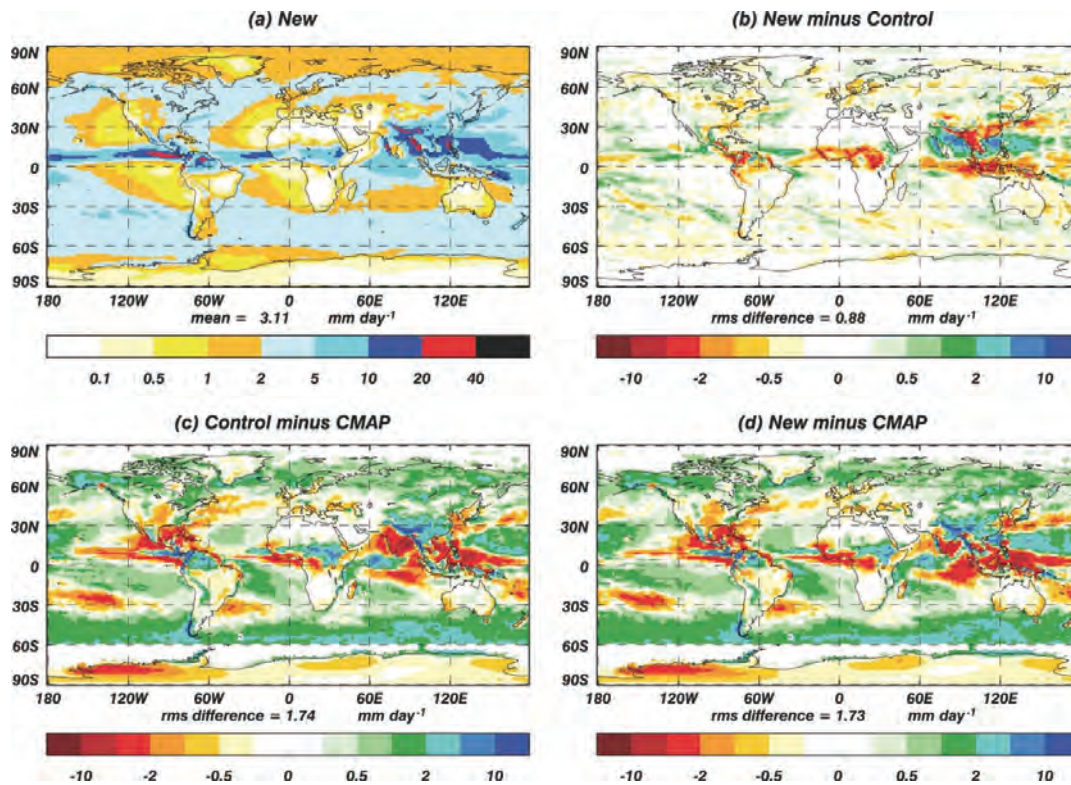 (a) New
(b) New minus Control
90N
60N
30N
0
30S
60S
90S
180 120W 60W 0 60E 120E
mean = 3.11 mm day⁻¹
0.1 0.5 1 2 5 10 20 40
90N
60N
30N
0
30S
60S
90S
180 120W 60W 0 60E 120E
rms difference = 0.88 mm day⁻¹
-10 -2 -0.5 0 0.5 2 10
(c) Control minus CMAP
(d) New minus CMAP
90N
60N
30N
0
30S
60S
90S
180 120W 60W 0 60E 120E
rms difference = 1.74 mm day⁻¹
-10 -2 -0.5 0 0.5 2 10
90N
60N
30N
0
30S
60S
90S
180 120W 60W 0 60E 120E
rms difference = 1.73 mm day⁻¹
-10 -2 -0.5 0 0.5 2 10